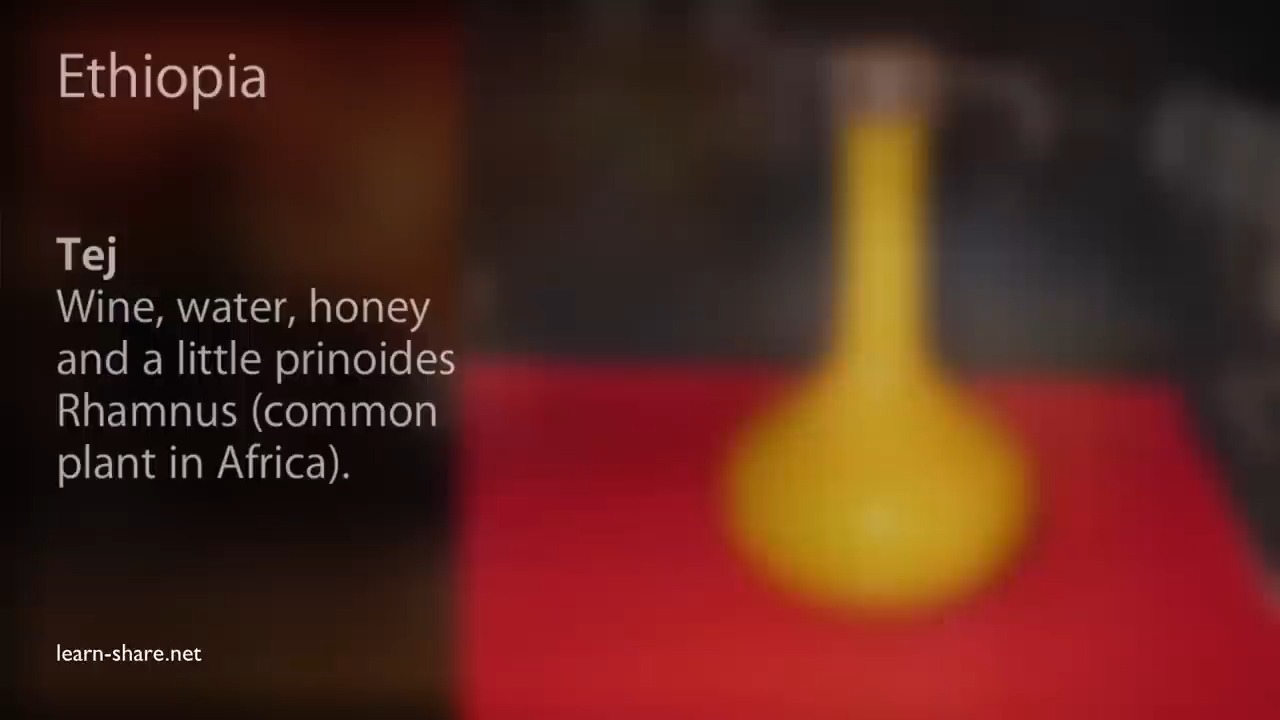 Ethiopia
Tej
Wine, water, honey
and a little prinoides
Rhamnus (common
plant in Africa).
learn-share.net